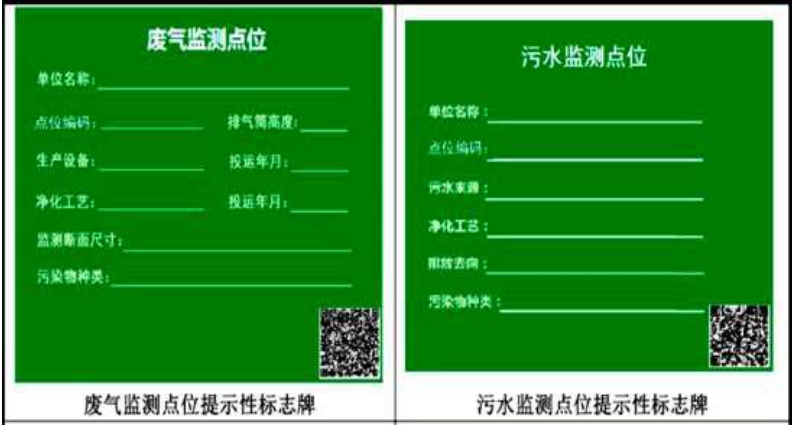 废气监测点位
单位名称：
点位编码： 排气筒高度：
生产设备： 投运年月：
净化工艺： 投运年月：
监测断面尺寸：
污染物种类：
废气监测点位提示性标志牌
污水监测点位
单位名称：
点位编码：
污水来源：
净化工艺：
排放去向：
污染物种类：
污水监测点位提示性标志牌